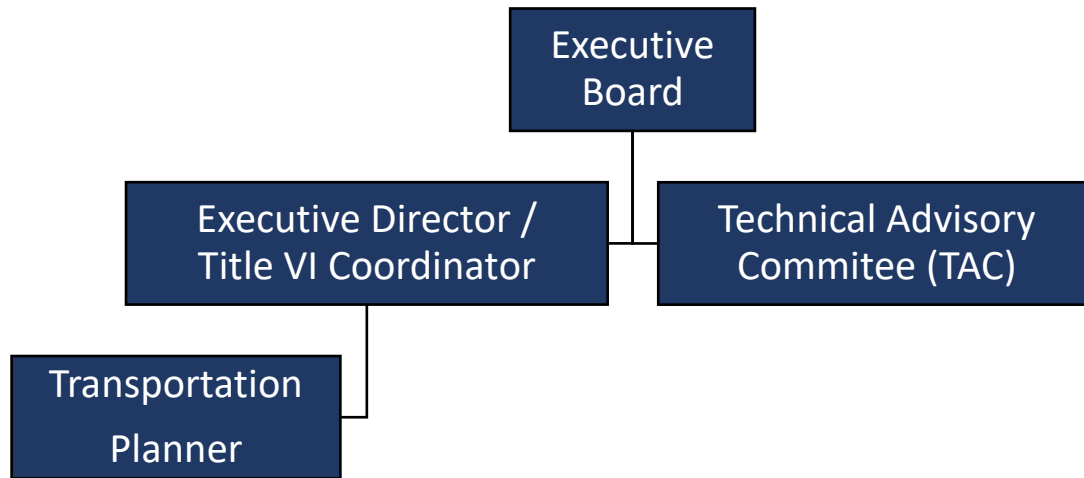 Executive
Board
Executive Director /
Title VI Coordinator
Technical Advisory
Commitee (TAC)
Transportation
Planner